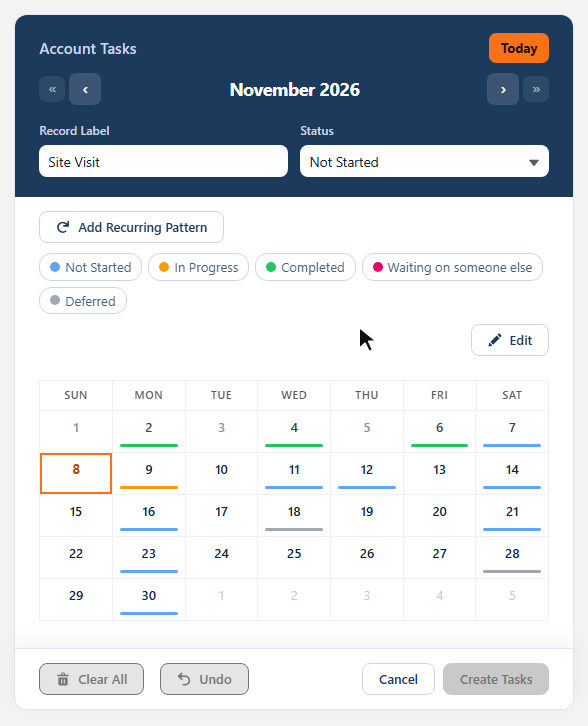 Account Tasks
Today
« ‹ November 2026 › »
Record Label Status
Site Visit Not Started
Add Recurring Pattern
Not Started In Progress Completed Waiting on someone else
Deferred
Edit
SUN MON TUE WED THU FRI SAT
1 2 3 4 5 6 7
8 9 10 11 12 13 14
15 16 17 18 19 20 21
22 23 24 25 26 27 28
29 30 1 2 3 4 5
Clear All Undo Cancel Create Tasks